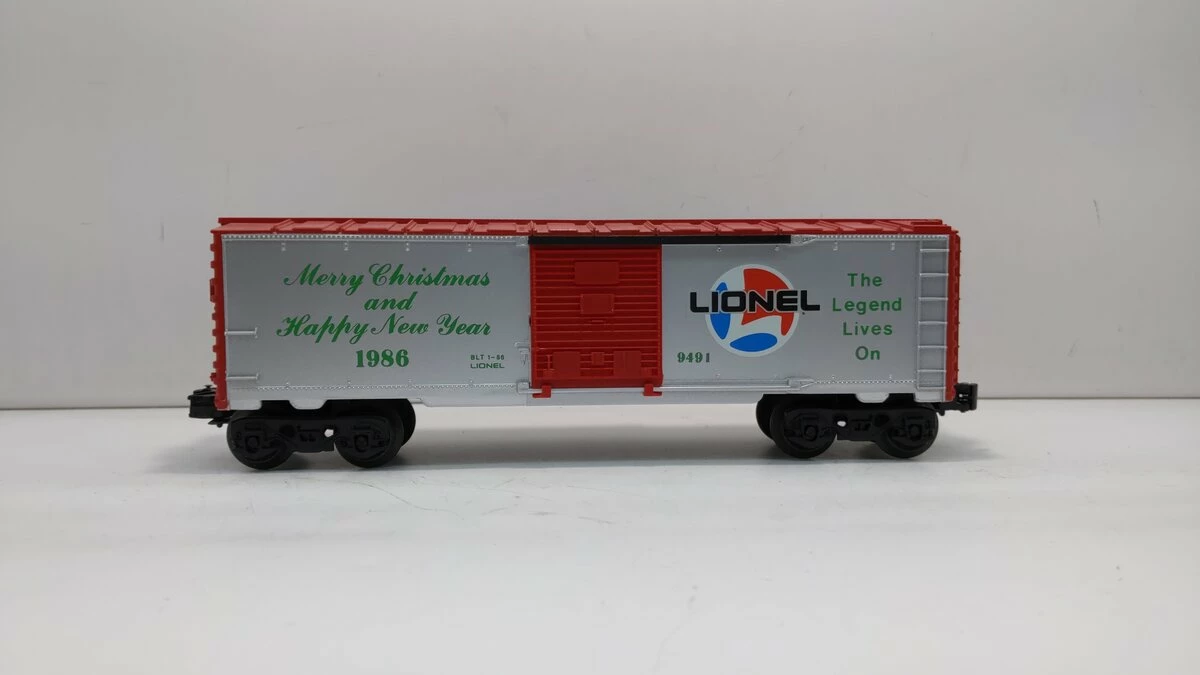 Merry Christmas
and
Happy New Year
1986
BLT 1-86
LIONEL
9491
LIONEL
The
Legend
Lives
On